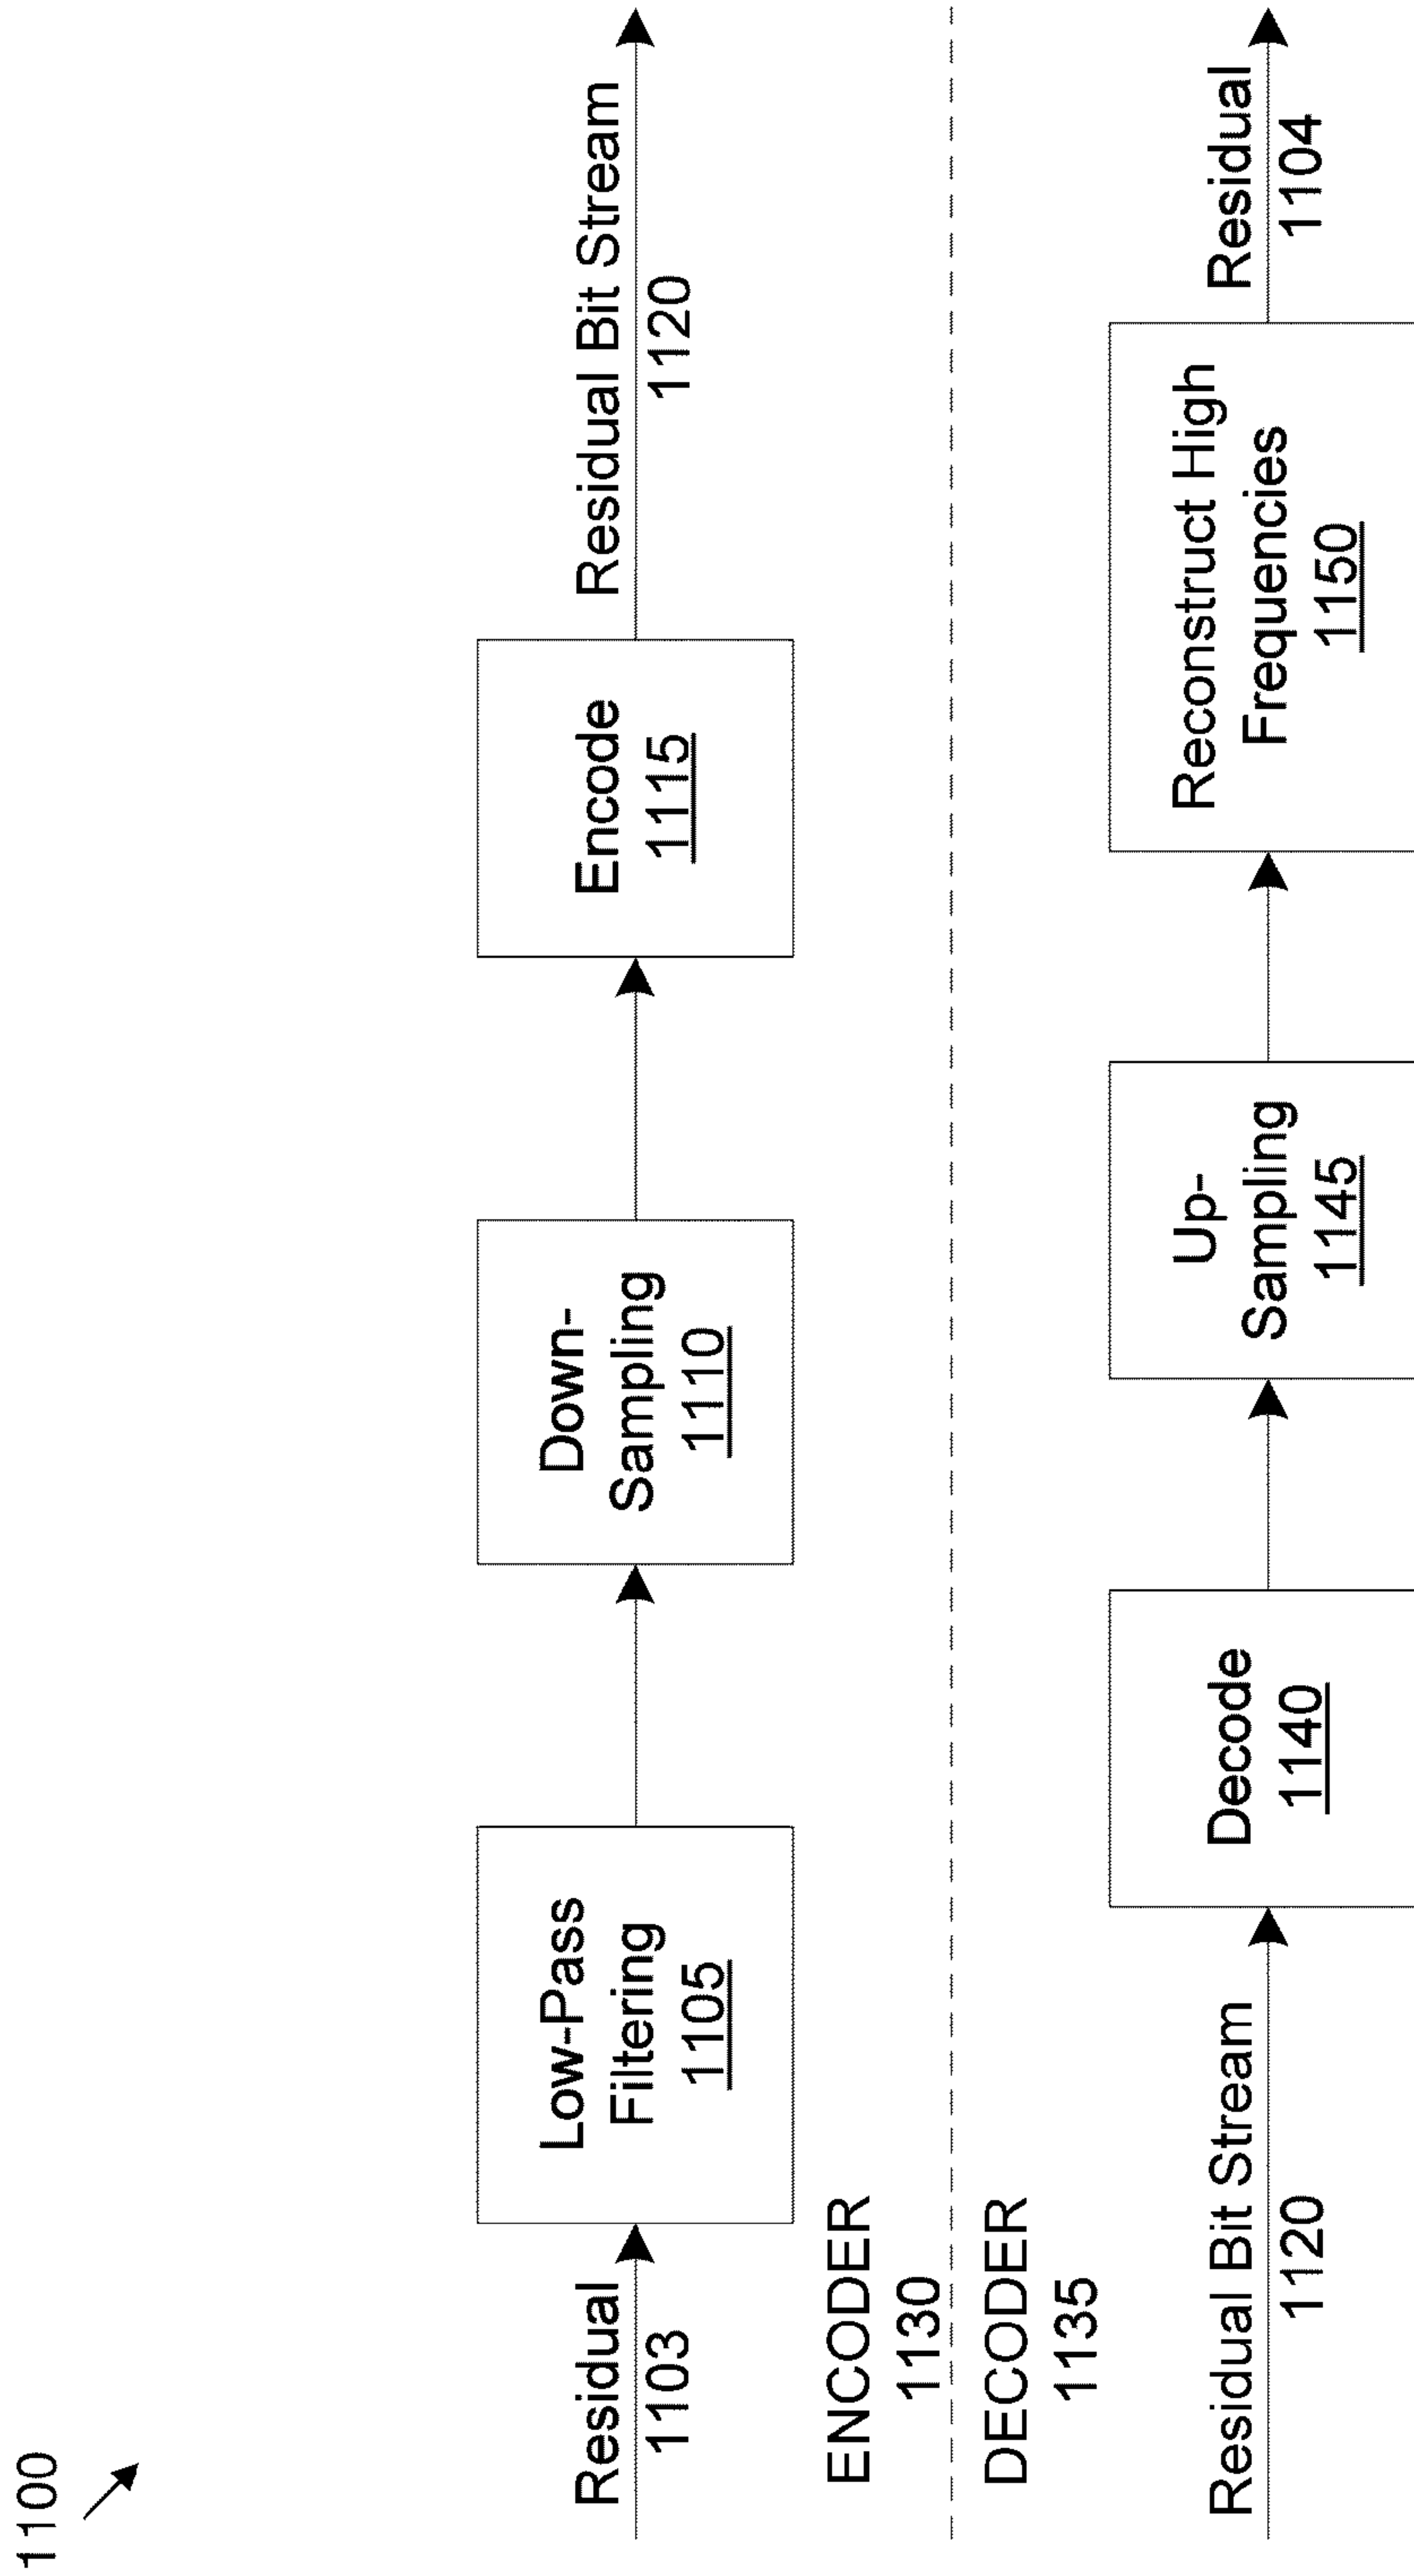 1100
Residual
1103
Low-Pass
Filtering
1105
Down-
Sampling
1110
Encode
1115
Residual Bit Stream
1120
ENCODER
1130
DECODER
1135
Residual Bit Stream
1120
Decode
1140
Up-
Sampling
1145
Reconstruct High
Frequencies
1150
Residual
1104